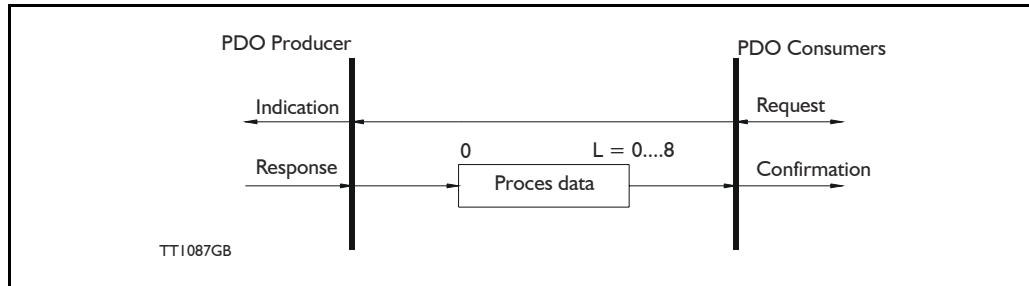 PDO Producer
PDO Consumers
Indication
Request
0
L = 0....8
Response
Proces data
Confirmation
TT1087GB